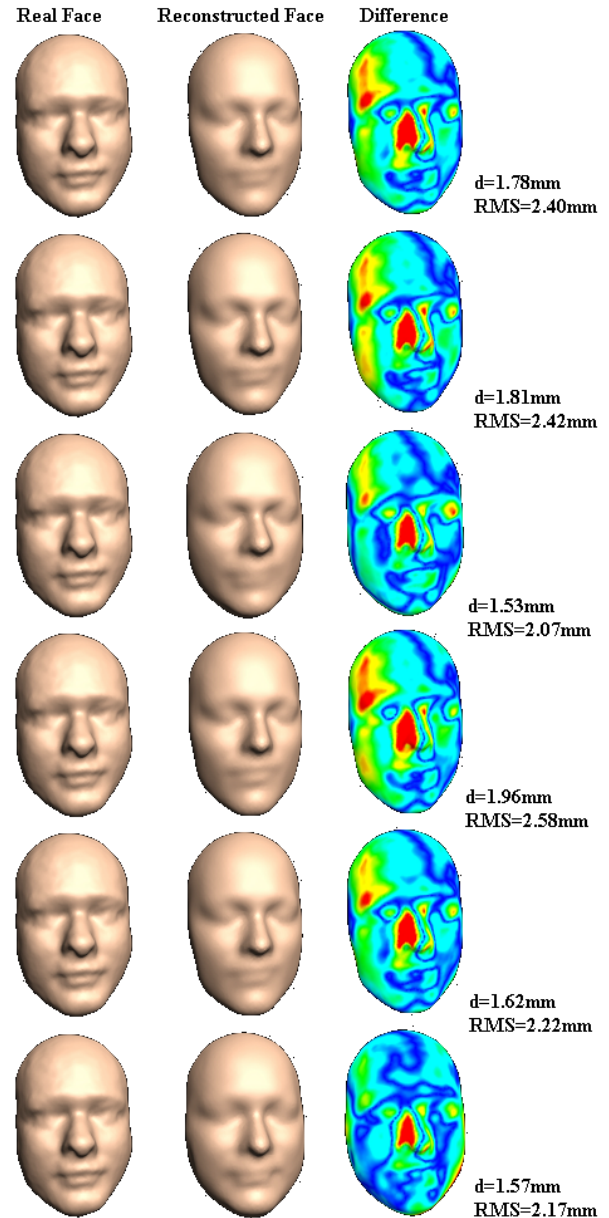 Real Face Reconstructed Face Difference
d=1.78mm
RMS=2.40mm
d=1.81mm
RMS=2.42mm
d=1.53mm
RMS=2.07mm
d=1.96mm
RMS=2.58mm
d=1.62mm
RMS=2.22mm
d=1.57mm
RMS=2.17mm